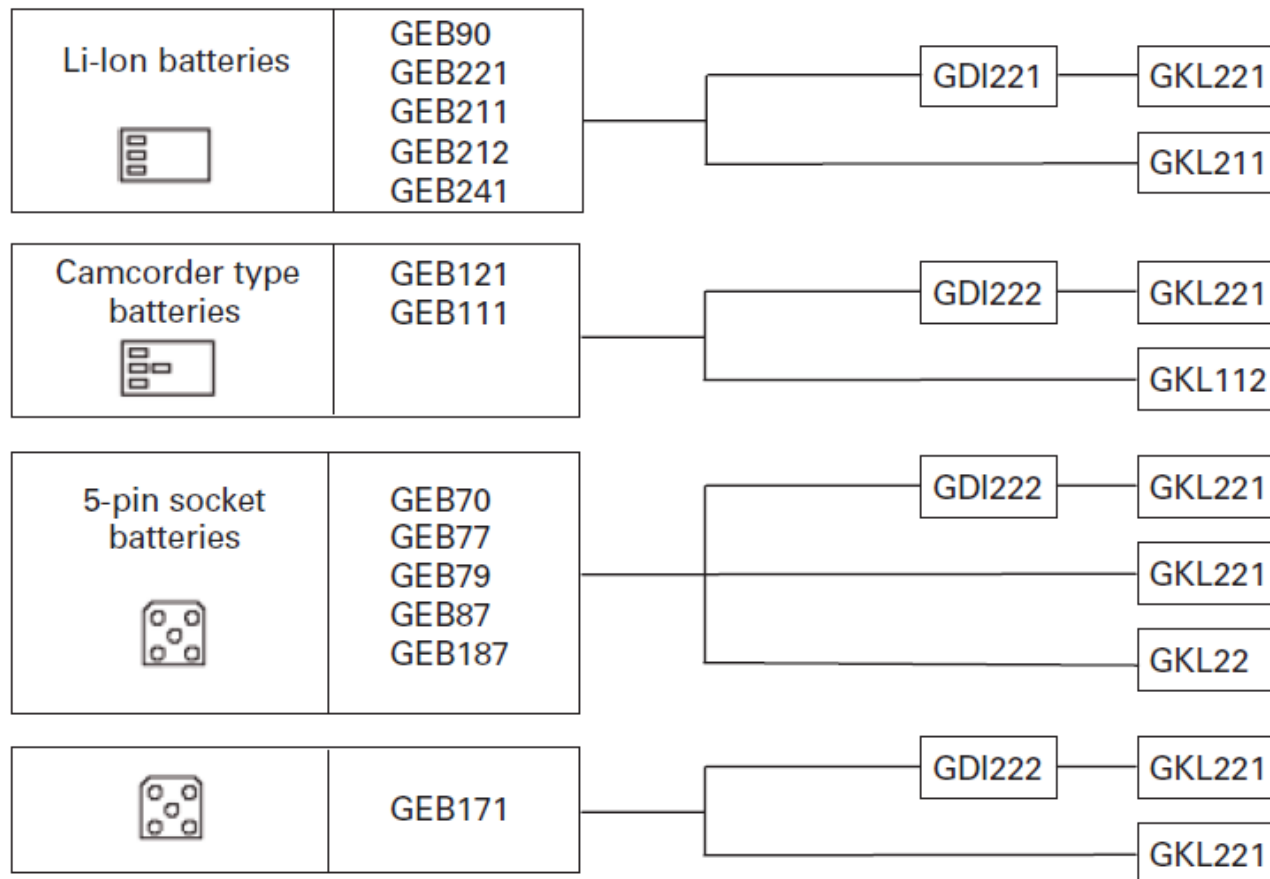 Li-Ion batteries
GEB90
GEB221
GEB211
GEB212
GEB241
GDI221
GKL221
GKL211
Camcorder type
batteries
GEB121
GEB111
GDI222
GKL221
GKL112
5-pin socket
batteries
GEB70
GEB77
GEB79
GEB87
GEB187
GDI222
GKL221
GKL221
GKL22
GEB171
GDI222
GKL221
GKL221